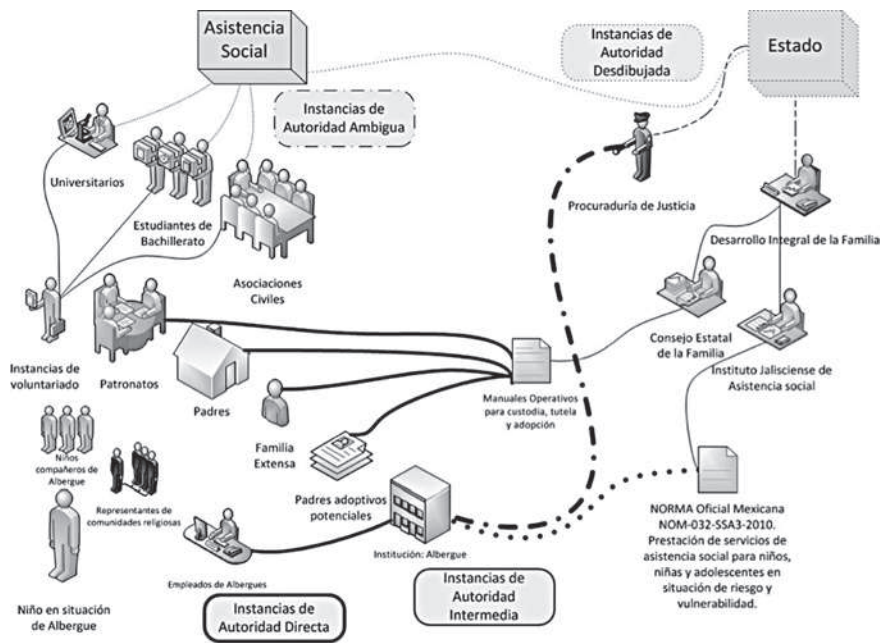 Asistencia
Social
Instancias de
Autoridad
Desdibujada
Estado
Instancias de
Autoridad Ambigua
Universitarios
Estudiantes de
Bachillerato
Procuraduría de Justicia
Desarrollo Integral de la Familia
Asociaciones
Civiles
Consejo Estatal
de la Familia
Instancias de
voluntariado
Patronatos
Padres
Instituto Jalisciense de
Asistencia social
Manuales Operativos
para custodia, tutela
y adopción
Familia
Extensa
Niños
compañeros de
Albergue
Representantes de
comunidades religiosas
Padres adoptivos
potenciales
NORMA Oficial Mexicana
NOM-032-SSA3-2010.
Prestación de servicios de
asistencia social para niños,
niñas y adolescentes en
situación de riesgo y
vulnerabilidad.
Institución: Albergue
Empleados de Albergues
Instancias de
Autoridad
Intermedia
Niño en situación
de Albergue
Instancias de
Autoridad Directa